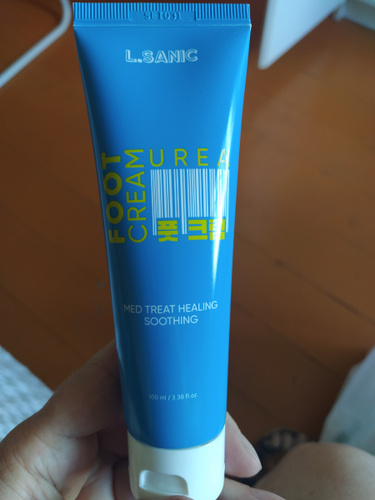 L.SANIC
FOOT
CREAM
UREA
풋 크림
MED TREAT HEALING
SOOTHING
100 ml / 3.38 fl.oz